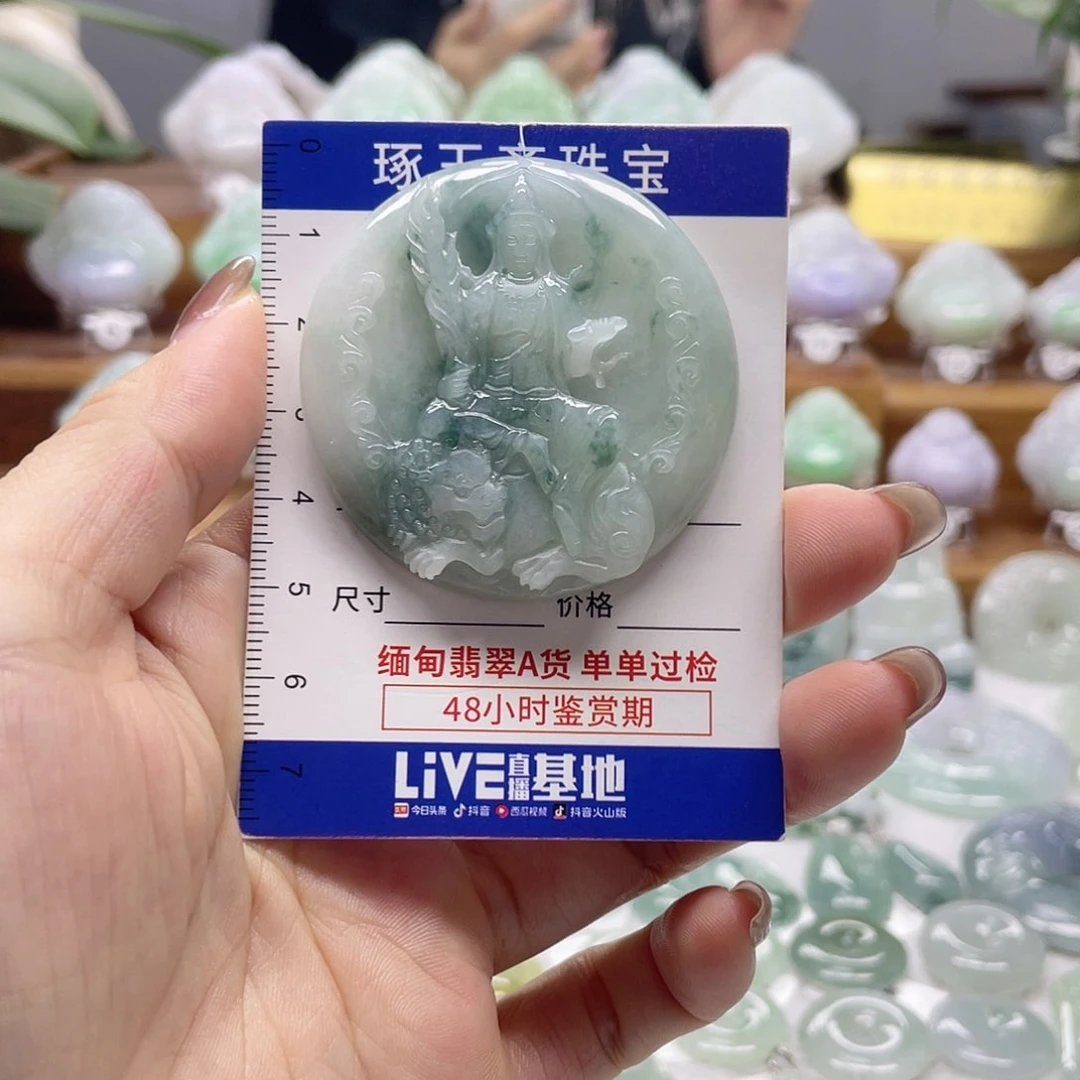 琢玉帝珠宝
0
1
2
3
4
5
6
7
尺寸 价格
缅甸翡翠A货 单单过检
48小时鉴赏期
LiVE直播基地
今日头条 抖音 西瓜视频 抖音火山版